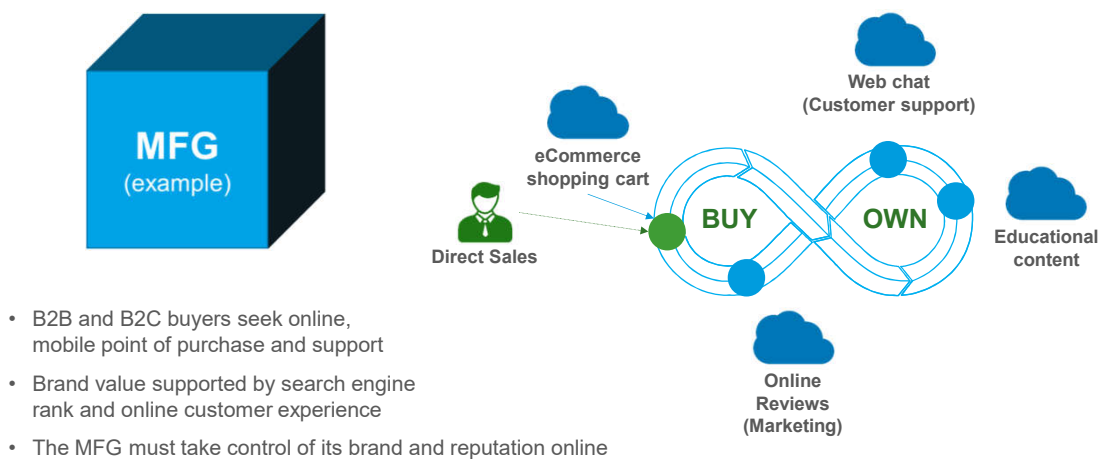 MFG
(example)
Web chat
(Customer support)
eCommerce
shopping cart
BUY
OWN
Direct Sales
Educational
content
Online
Reviews
(Marketing)
• B2B and B2C buyers seek online,
mobile point of purchase and support
• Brand value supported by search engine
rank and online customer experience
• The MFG must take control of its brand and reputation online